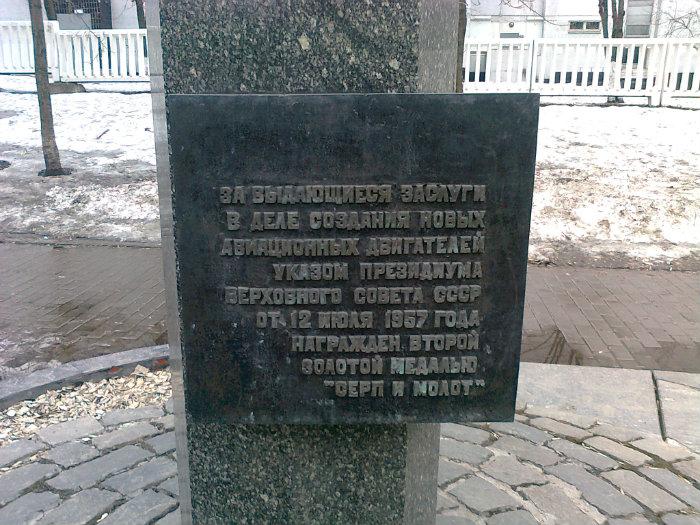 ЗА ВЫДАЮЩИЕСЯ ЗАСЛУГИ
В ДЕЛЕ СОЗДАНИЯ НОВЫХ
АВИАЦИОННЫХ ДВИГАТЕЛЕЙ
УКАЗОМ ПРЕЗИДИУМА
ВЕРХОВНОГО СОВЕТА СССР
ОТ 12 ИЮЛЯ 1957 ГОДА
НАГРАЖДЕН ВТОРОЙ
ЗОЛОТОЙ МЕДАЛЬЮ
"СЕРП И МОЛОТ"